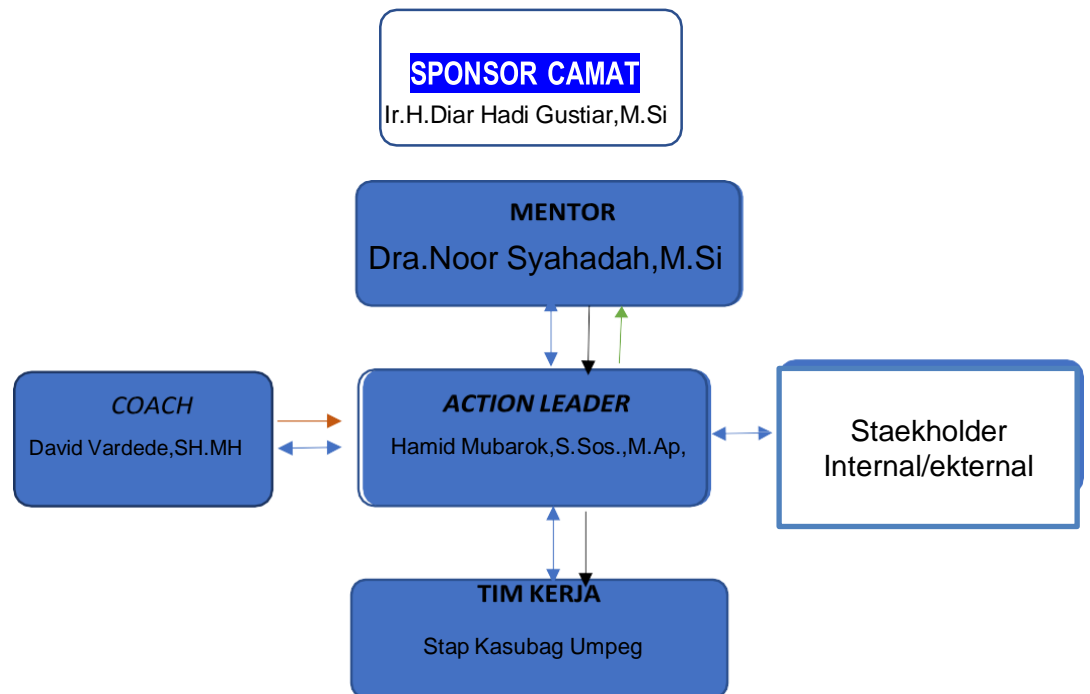 SPONSOR CAMAT
Ir.H.Diar Hadi Gustiar,M.Si
MENTOR
Dra.Noor Syahadah,M.Si
COACH
David Vardede,SH.MH
ACTION LEADER
Hamid Mubarok,S.Sos.,M.Ap,
Staekholder
Internal/ekternal
TIM KERJA
Stap Kasubag Umpeg